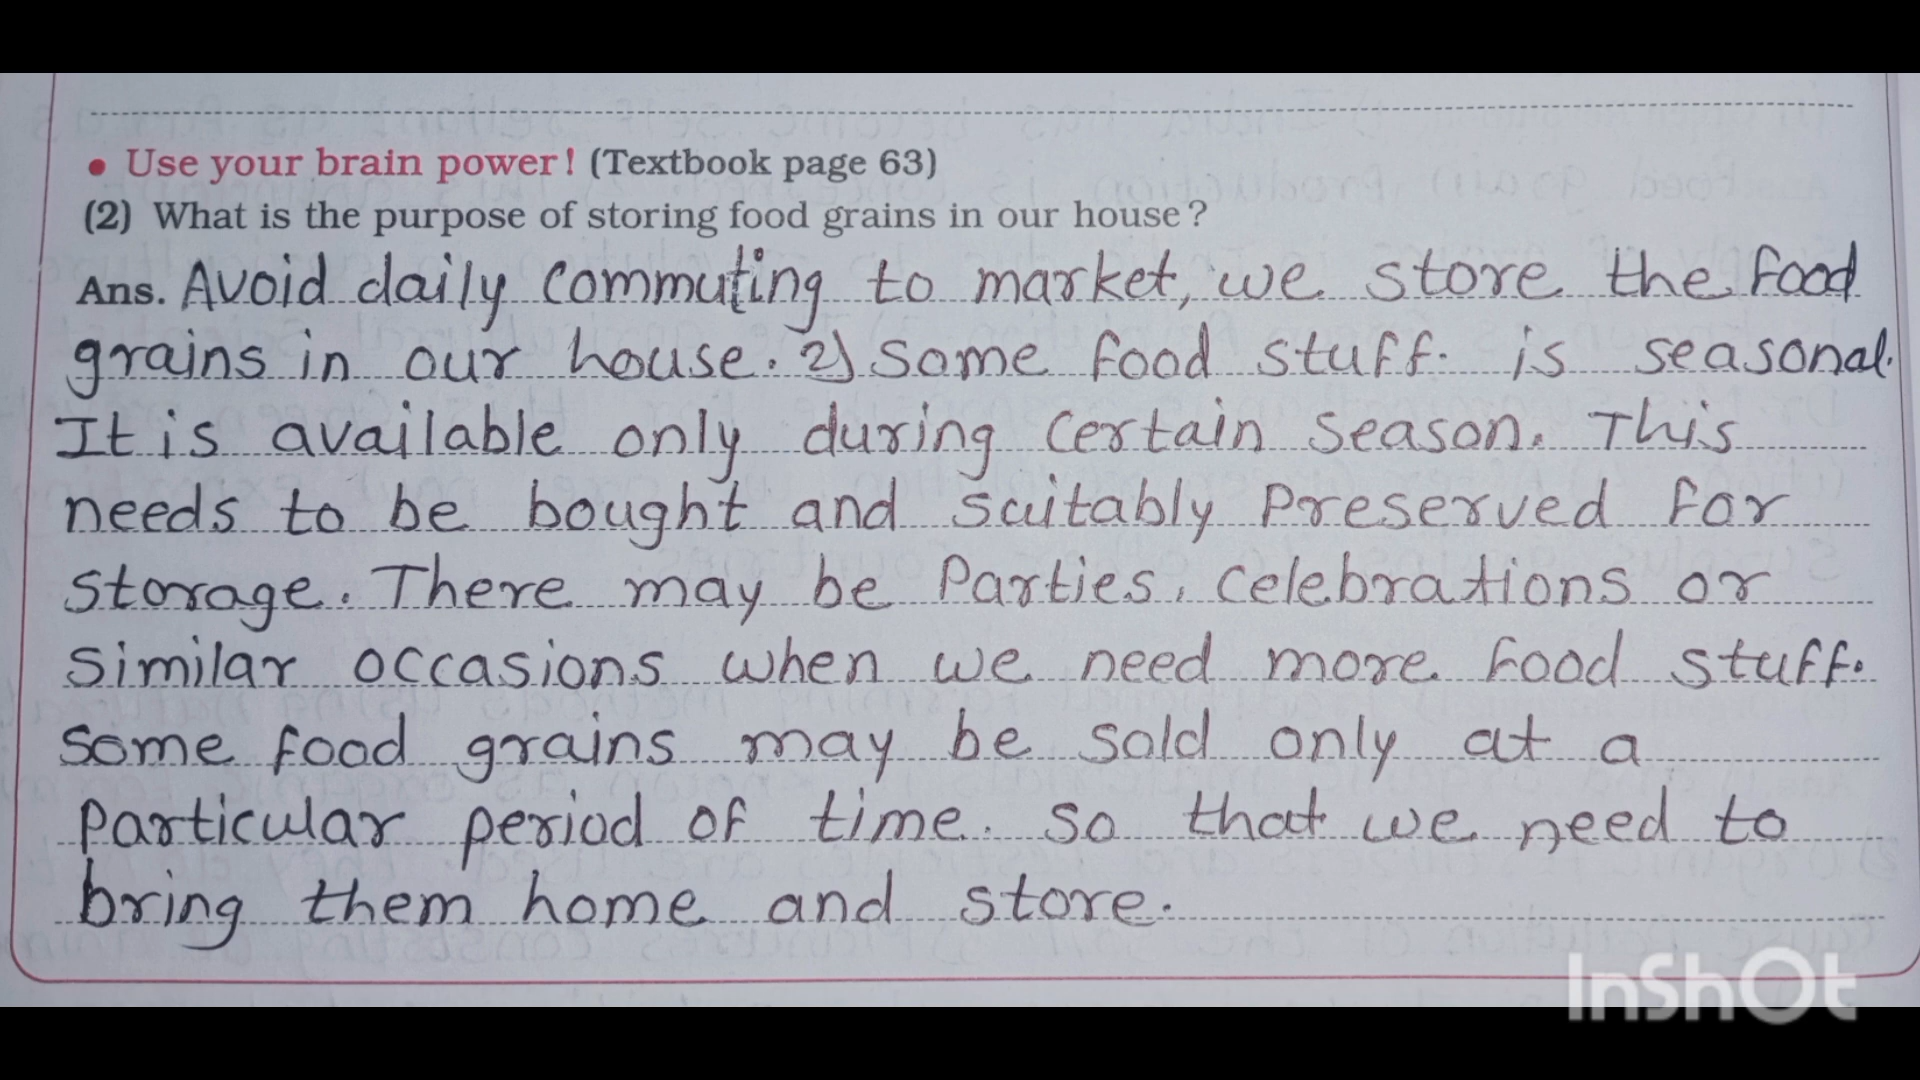 • Use your brain power! (Textbook page 63)
(2) What is the purpose of storing food grains in our house?
Ans. Avoid daily commuting to market, we store the food
grains in our house. 2) Some food stuff. is seasonal.
It is available only during certain season. This
needs to be bought and suitably Preserved for
storage. There may be Parties, celebrations or
similar occasions when we need more food stuff.
Some food grains may be sold only at a
particular period of time. so that we need to
bring them home and store.
InShOt